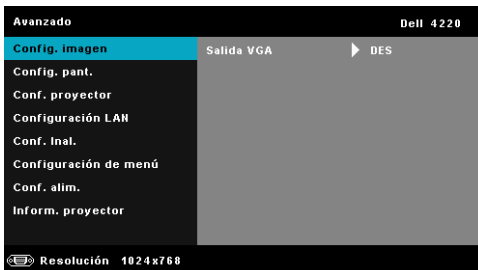 Avanzado Dell 4220
Config. imagen Salida VGA DES
Config. pant.
Conf. proyector
Configuración LAN
Conf. Inal.
Configuración de menú
Conf. alim.
Inform. proyector
Resolución 1024x768